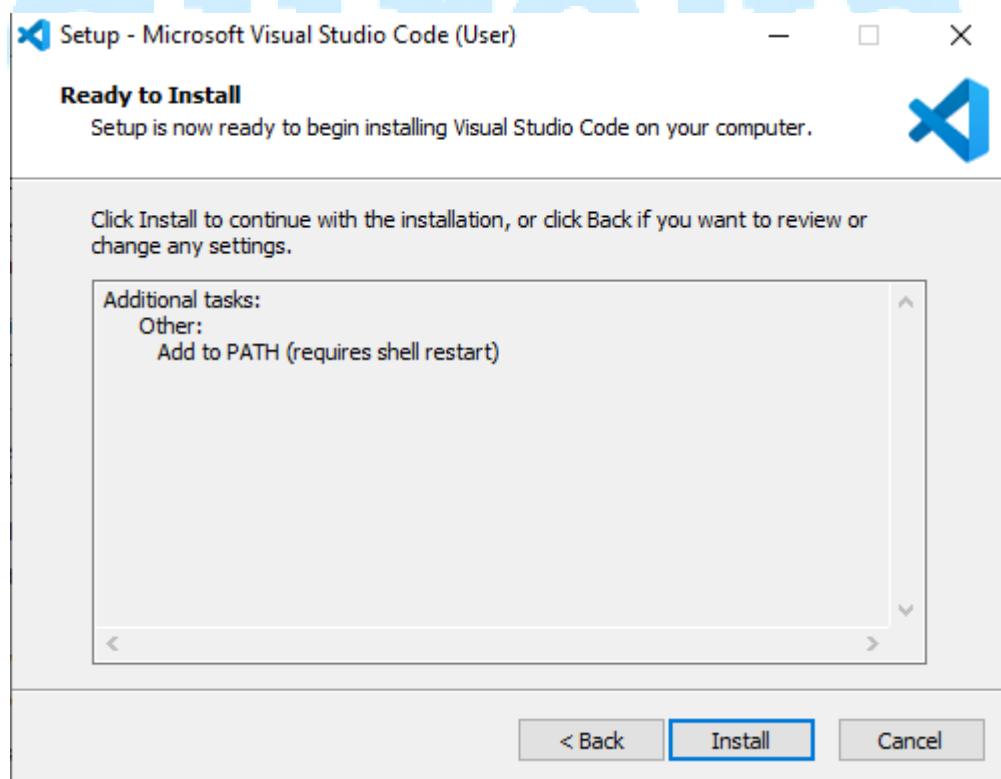 Setup - Microsoft Visual Studio Code (User)
Ready to Install
Setup is now ready to begin installing Visual Studio Code on your computer.
Click Install to continue with the installation, or click Back if you want to review or
change any settings.
Additional tasks:
Other:
Add to PATH (requires shell restart)
< Back
Install
Cancel